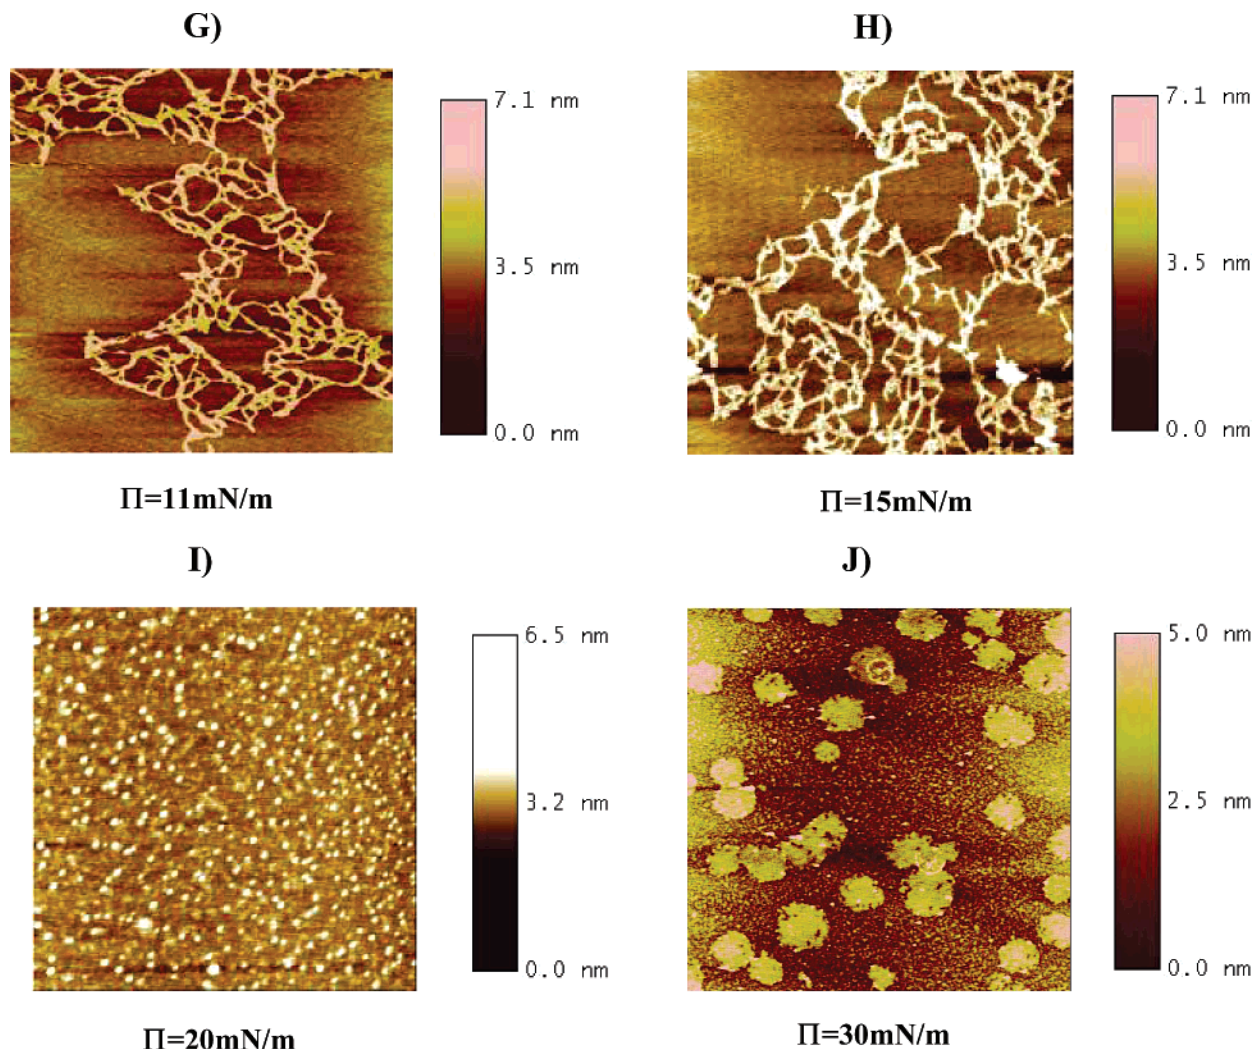 G)
H)
7.1 nm
3.5 nm
0.0 nm
7.1 nm
3.5 nm
0.0 nm
Π=11mN/m
Π=15mN/m
I)
J)
6.5 nm
3.2 nm
0.0 nm
5.0 nm
2.5 nm
0.0 nm
Π=20mN/m
Π=30mN/m